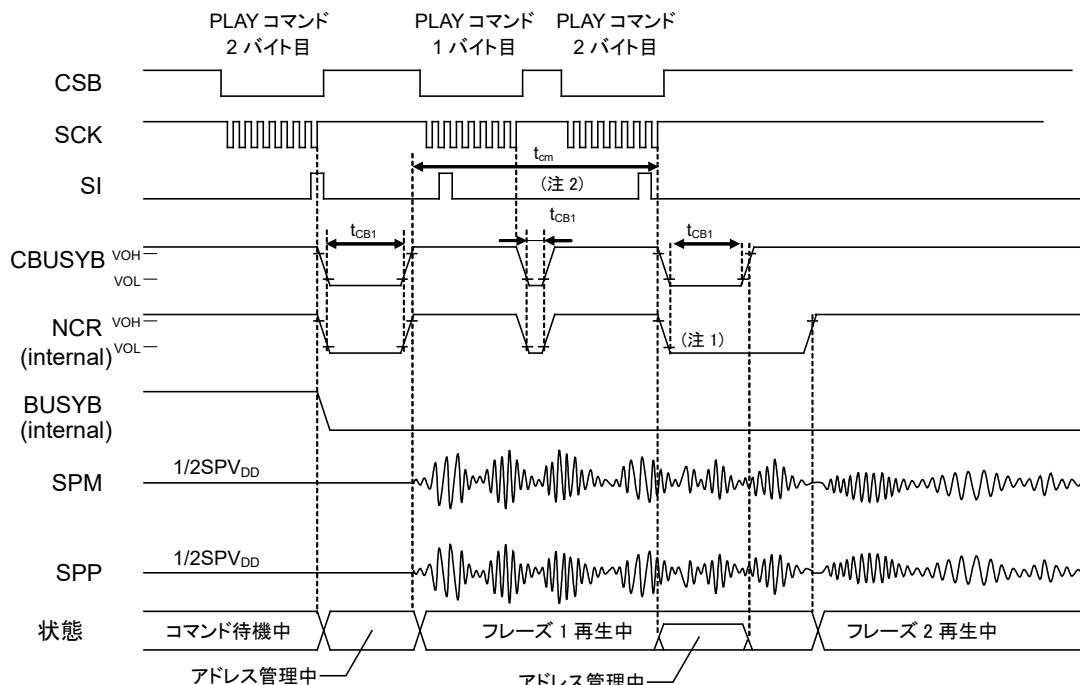 PLAY コマンド
2 バイト目
PLAY コマンド
1 バイト目
PLAY コマンド
2 バイト目
CSB
SCK
tcm
SI
(注 2)
tCB1
tCB1
tCB1
CBUSYB
VOH
VOL
NCR
(internal)
VOH
VOL
(注 1)
BUSYB
(internal)
1/2SPVDD
SPM
1/2SPVDD
SPP
状態
コマンド待機中
フレーズ 1 再生中
フレーズ 2 再生中
アドレス管理中
アドレス管理中